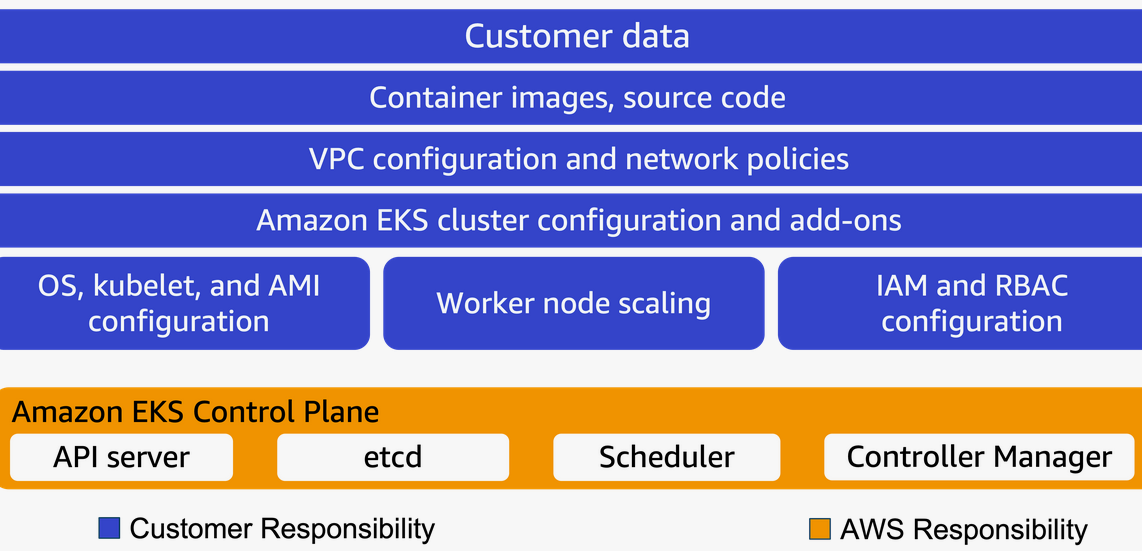 Customer data
Container images, source code
VPC configuration and network policies
Amazon EKS cluster configuration and add-ons
OS, kubelet, and AMI
configuration
Worker node scaling
IAM and RBAC
configuration
Amazon EKS Control Plane
API server
etcd
Scheduler
Controller Manager
Customer Responsibility
AWS Responsibility